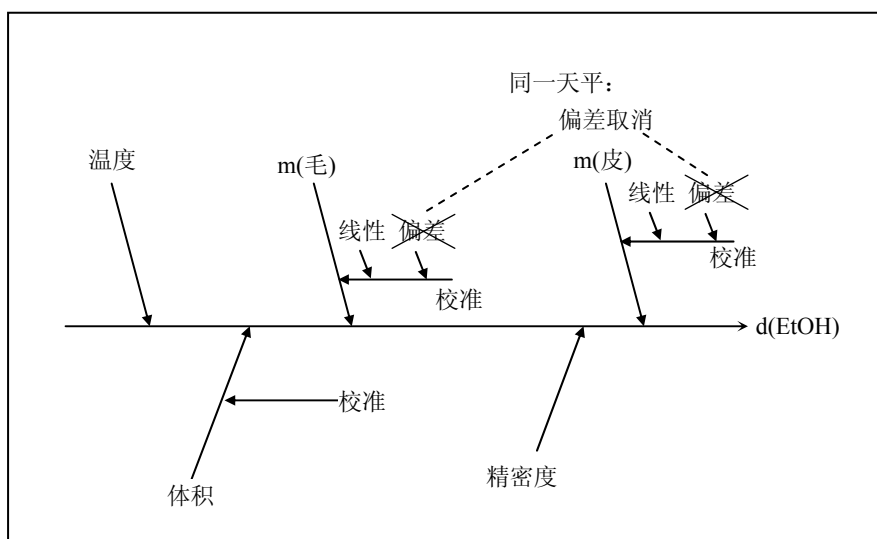 同一天平：
偏差取消
温度
m(毛)
m(皮)
线性 偏差
校准
线性 偏差
校准
d(EtOH)
校准
体积
精密度